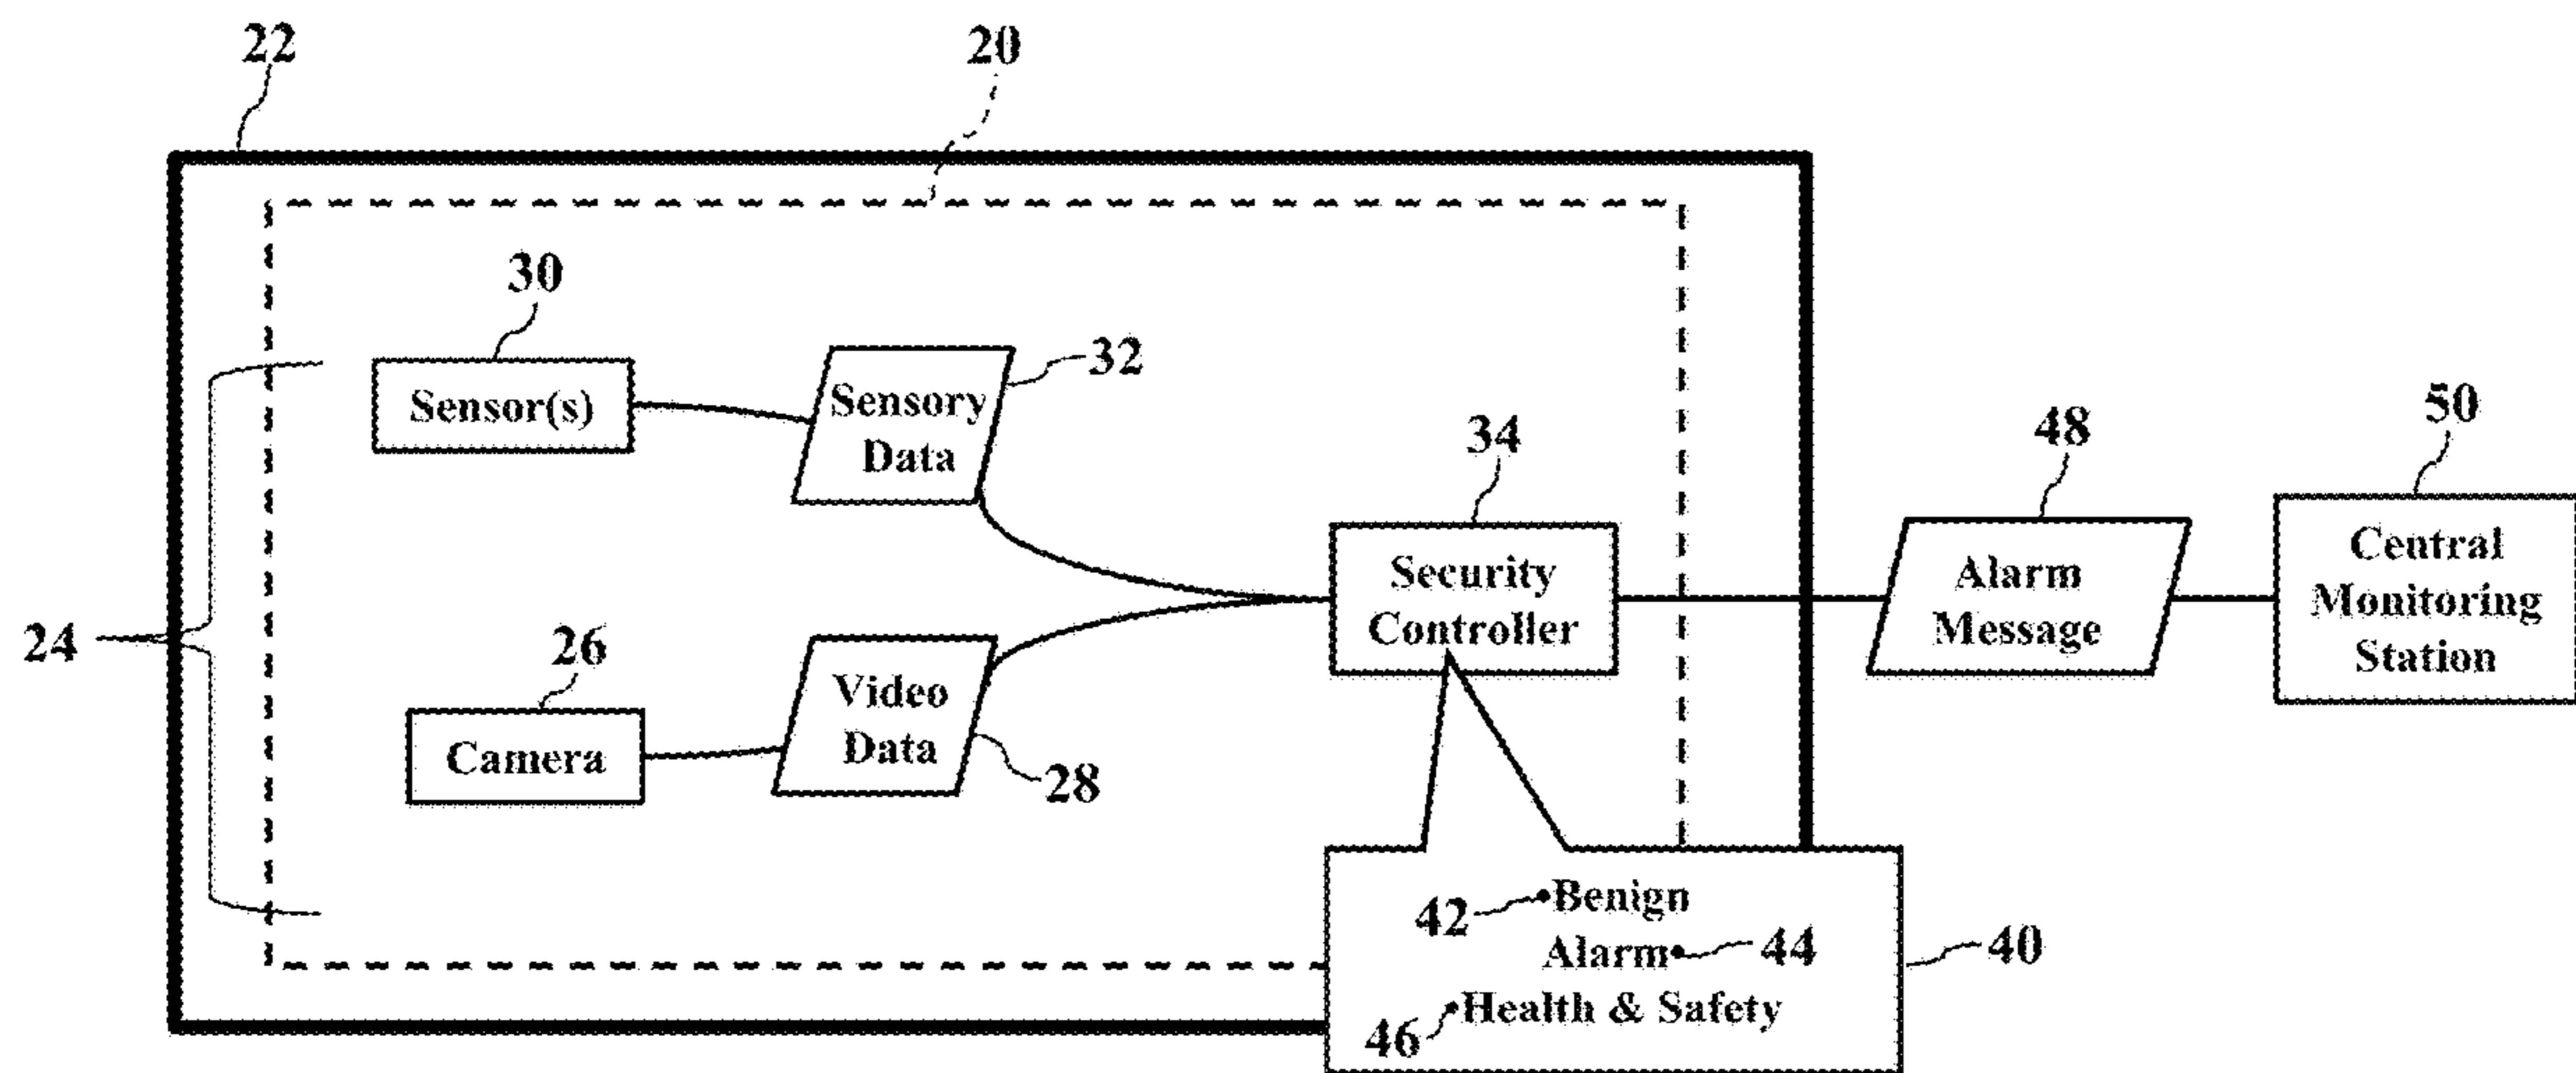 22
20
30
Sensor(s)
Sensory
Data
32
34
Security
Controller
48
Alarm
Message
50
Central
Monitoring
Station
24
26
Camera
Video
Data
28
42
•Benign
Alarm•
44
46
•Health & Safety
40